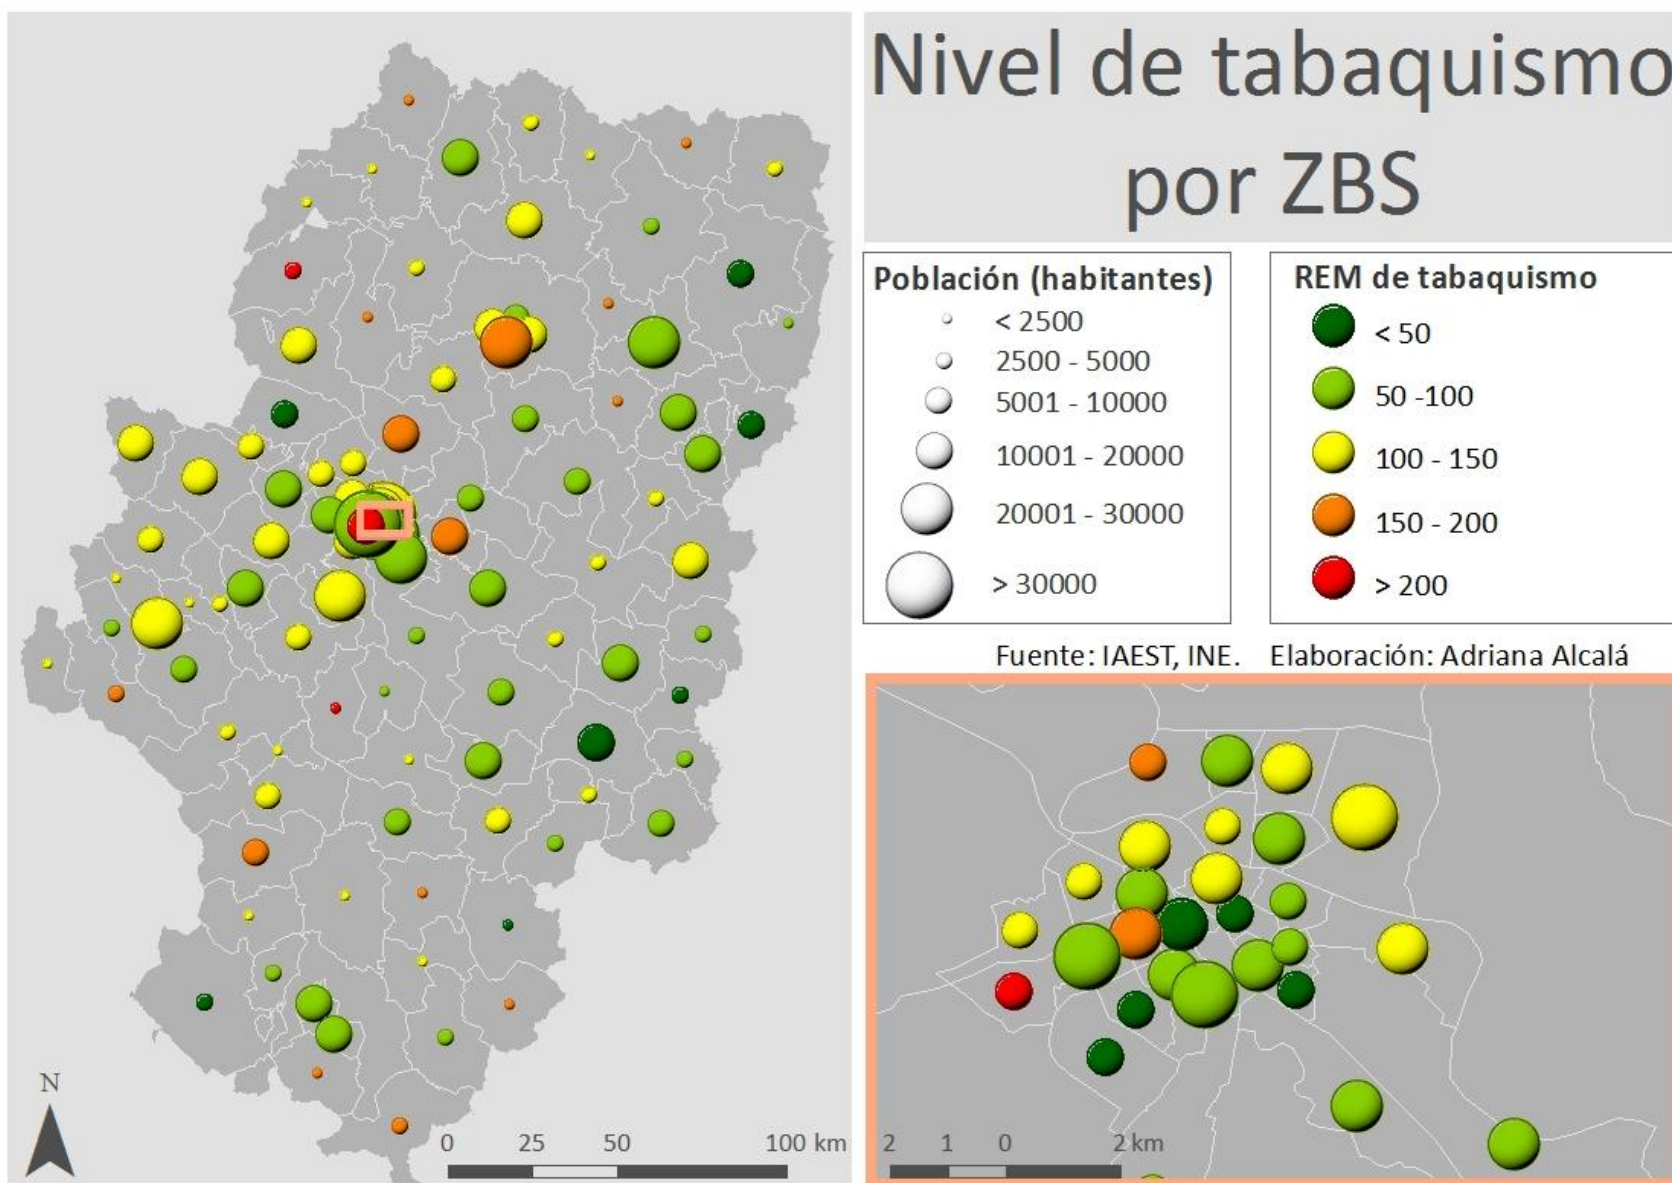 Nivel de tabaquismo
por ZBS
Población (habitantes)
< 2500
2500 - 5000
5001 - 10000
10001 - 20000
20001 - 30000
> 30000
REM de tabaquismo
< 50
50 -100
100 - 150
150 - 200
> 200
Fuente: IAEST, INE. Elaboración: Adriana Alcalá
N
0 25 50 100 km
2 1 0 2 km